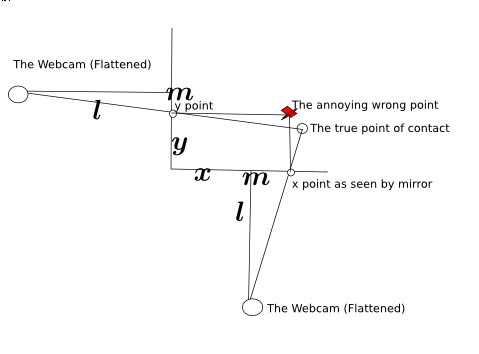 The Webcam (Flattened)
m
l
y point
The annoying wrong point
The true point of contact
y
x
m
x point as seen by mirror
l
The Webcam (Flattened)